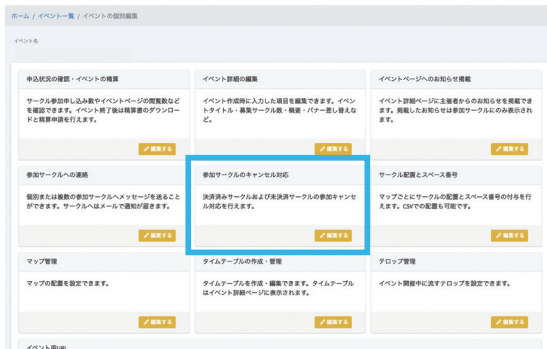 ホーム / イベント一覧 / イベントの個別編集
イベント名
申込状況の確認・イベントの精算
サークル参加申し込み数やイベントページの閲覧数など
を確認できます。イベント終了後は精算書のダウンロー
ドと精算申請を行えます。
編集する
イベント詳細の編集
イベント作成時に入力した項目を編集できます。イベン
トタイトル・募集サークル数・概要・バナー差し替えな
ど。
編集する
イベントページへのお知らせ掲載
イベント詳細ページに主催者からのお知らせを掲載でき
ます。掲載したお知らせは参加サークルにのみ表示され
ます。
編集する
参加サークルへの連絡
個別または複数の参加サークルへメッセージを送ること
ができます。サークルへはメールで通知が届きます。
編集する
参加サークルのキャンセル対応
決済済みサークルおよび未決済サークルの参加キャンセ
ル対応を行えます。
編集する
サークル配置とスペース番号
マップごとにサークルの配置とスペース番号の付与を行
えます。CSVでの配置も可能です。
編集する
マップ管理
マップの配置を設定できます。
編集する
タイムテーブルの作成・管理
タイムテーブルを作成・編集できます。タイムテーブル
はイベント詳細ページに表示されます。
編集する
テロップ管理
イベント開催中に流すテロップを設定できます。
編集する
イベント用URL